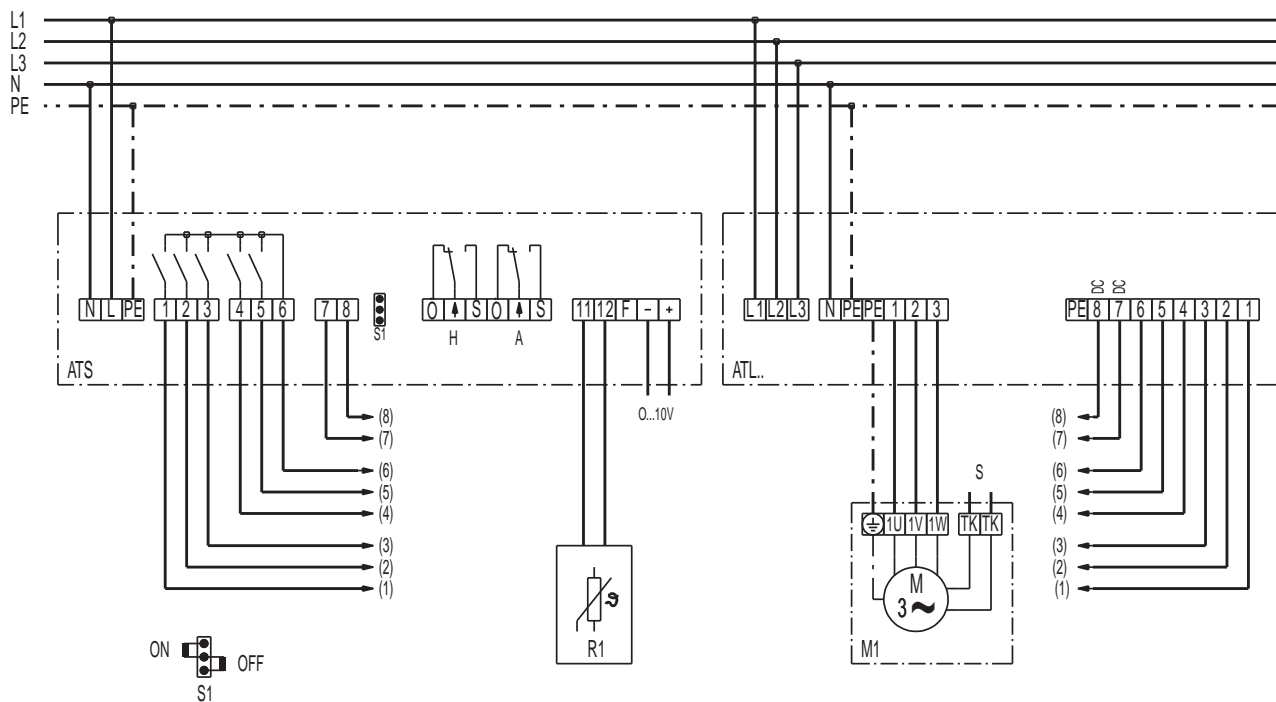 L1
L2
L3
N
PE
DC DC
N L PE 1 2 3 4 5 6 7 8 S1 O S O S 11 12 F − + L1 L2 L3 N PE PE 1 2 3 PE 8 7 6 5 4 3 2 1
H A
ATS ATL..
0...10V
(8) (8)
(7) (7)
(6) S (6)
(5) (5)
(4) (4)
1U 1V 1W TK TK
(3) (3)
(2) (2)
(1) (1)
M
3 ~
ϑ
R1 M1
ON OFF
S1